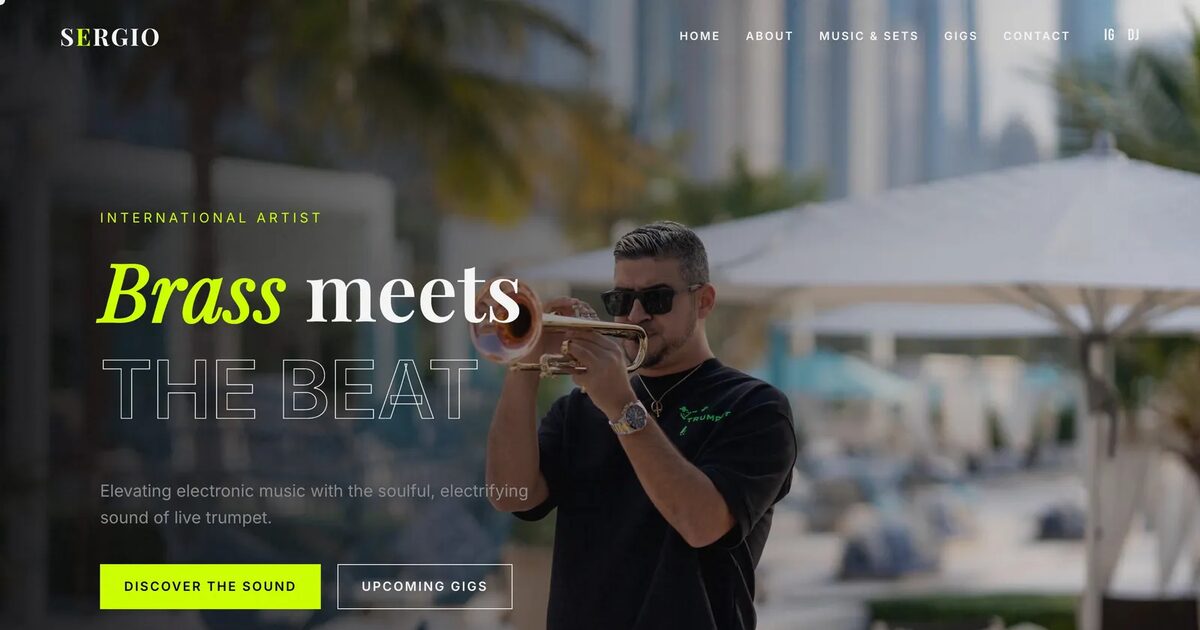 SERGIO
HOME ABOUT MUSIC & SETS GIGS CONTACT IG DJ
INTERNATIONAL ARTIST
Brass meets
THE BEAT
TRUMPET
Elevating electronic music with the soulful, electrifying
sound of live trumpet.
DISCOVER THE SOUND UPCOMING GIGS